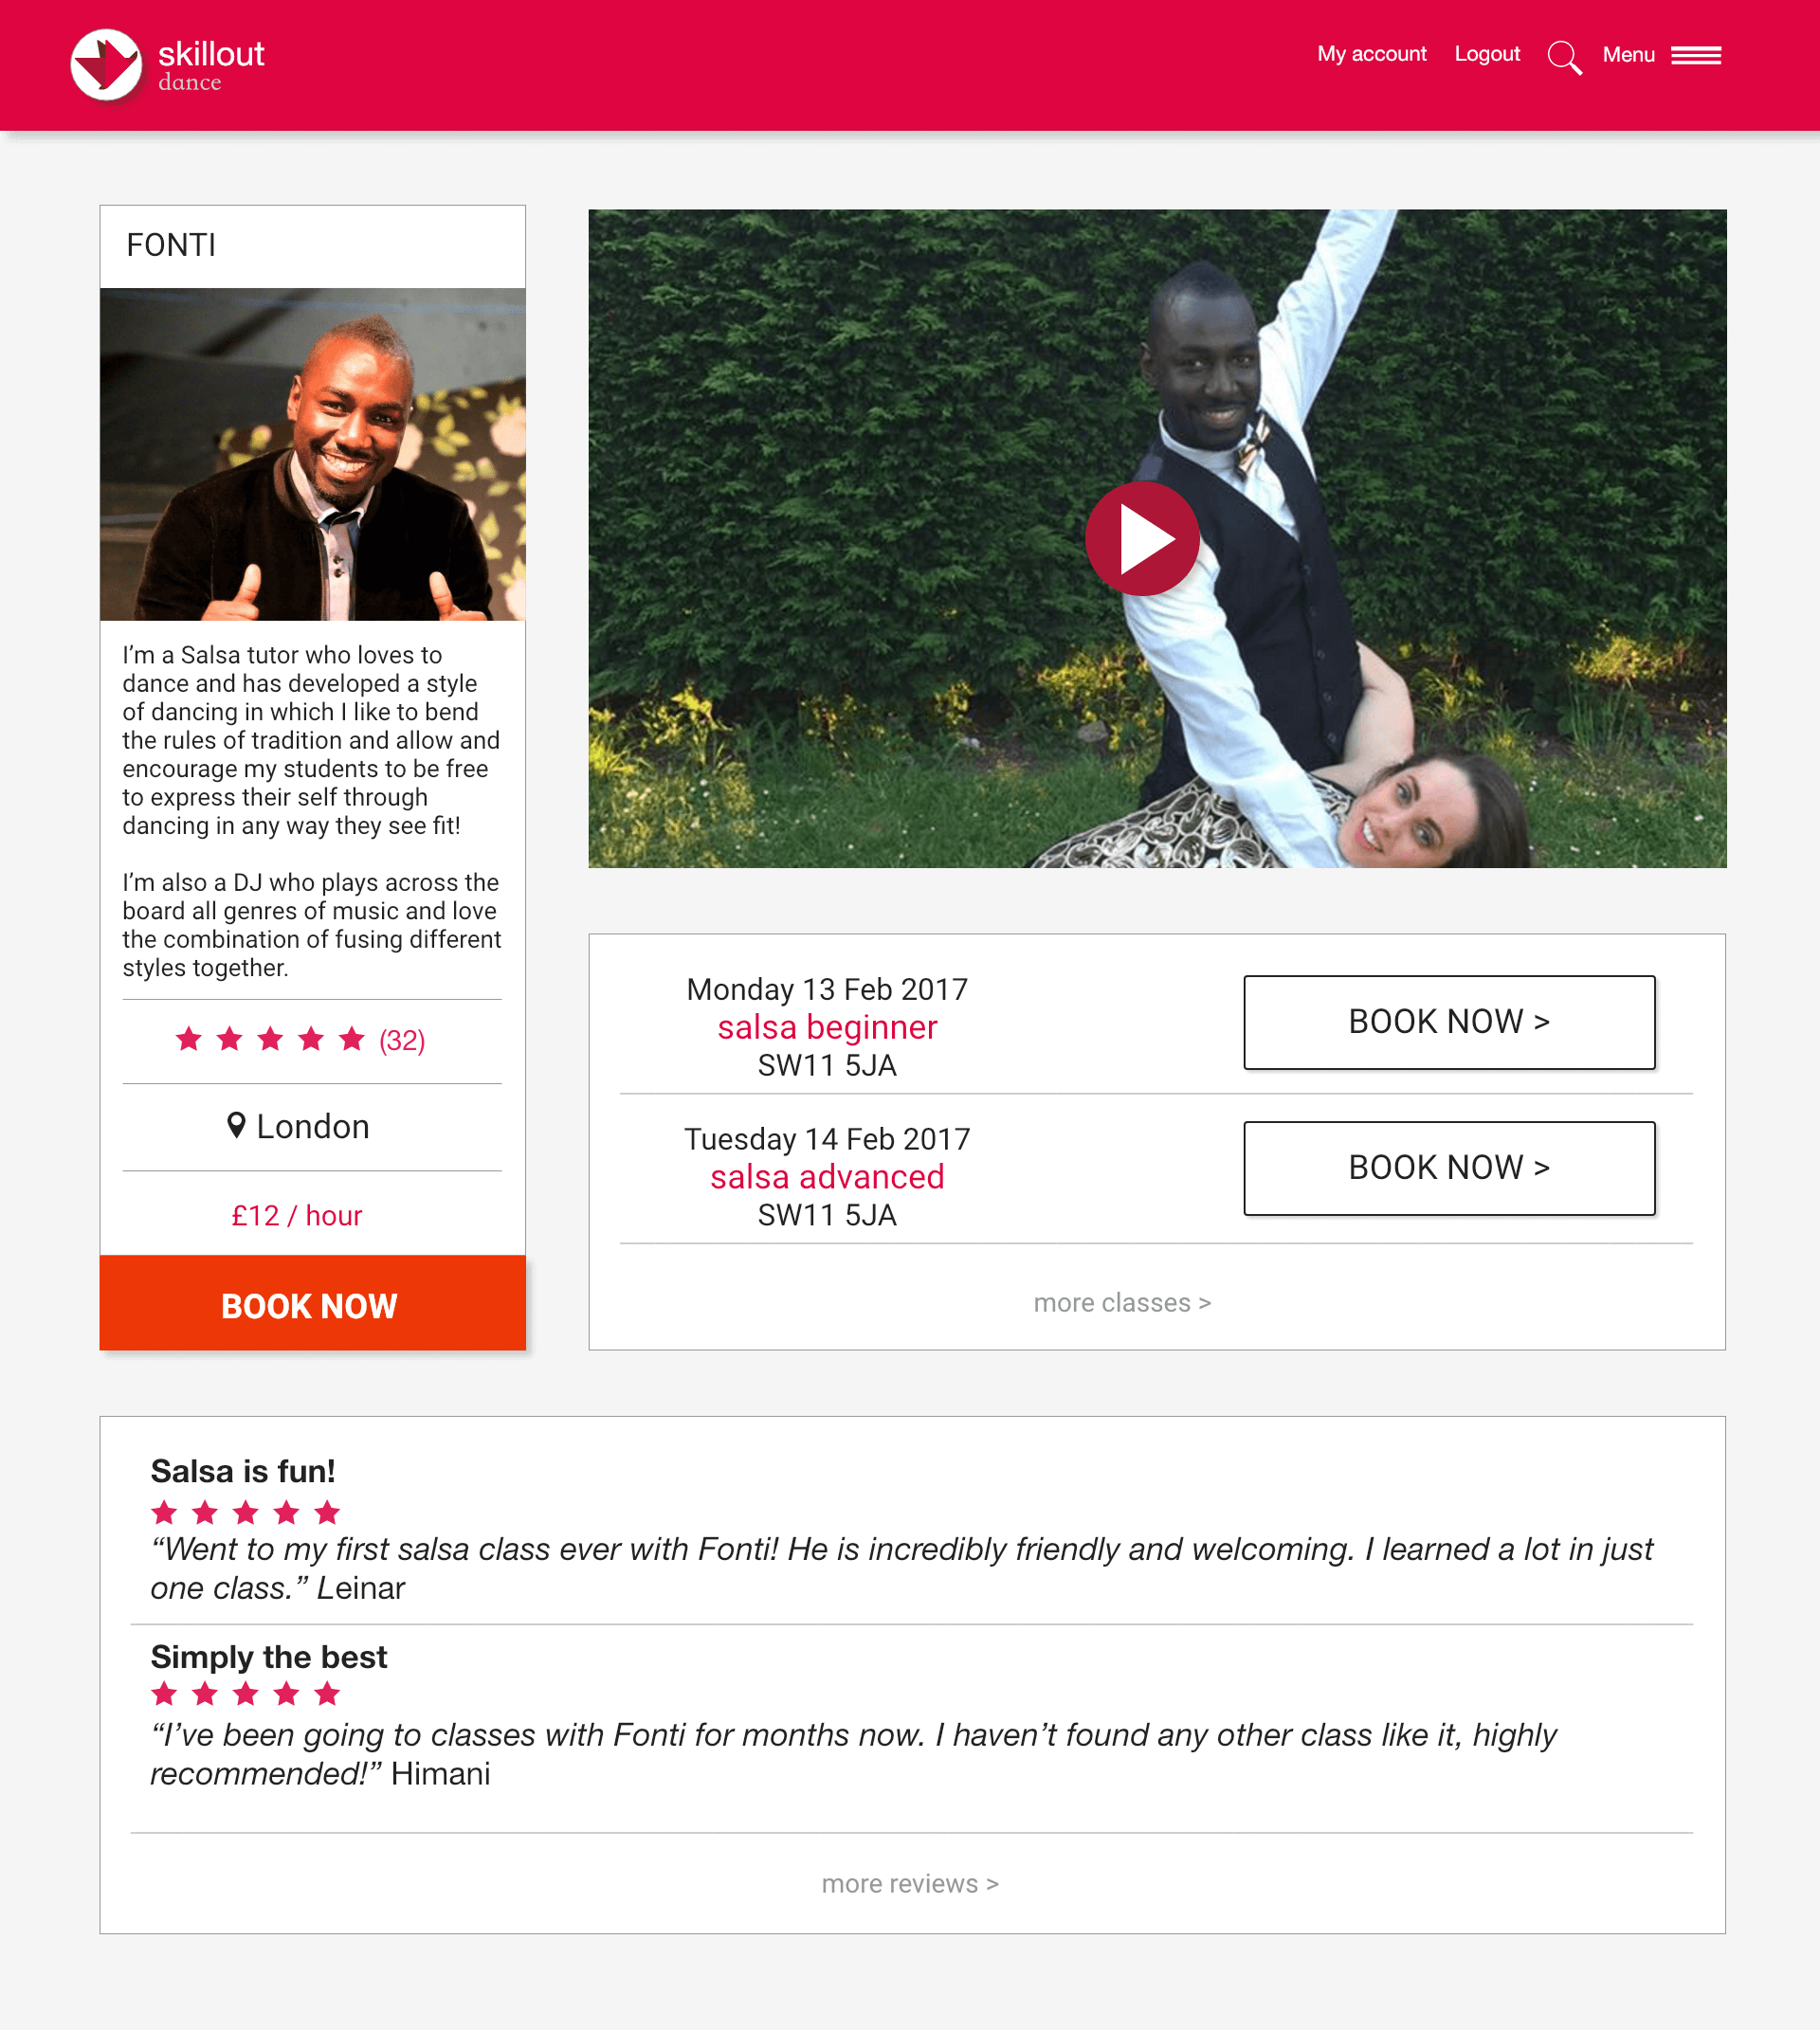 skillout
dance
My account
Logout
Menu
FONTI
I’m a Salsa tutor who loves to
dance and has developed a style
of dancing in which I like to bend
the rules of tradition and allow and
encourage my students to be free
to express their self through
dancing in any way they see fit!
I’m also a DJ who plays across the
board all genres of music and love
the combination of fusing different
styles together.
(32)
London
£12 / hour
BOOK NOW
Monday 13 Feb 2017
salsa beginner
SW11 5JA
BOOK NOW >
Tuesday 14 Feb 2017
salsa advanced
SW11 5JA
BOOK NOW >
more classes >
Salsa is fun!
“Went to my first salsa class ever with Fonti! He is incredibly friendly and welcoming. I learned a lot in just
one class.” Leinar
Simply the best
“I’ve been going to classes with Fonti for months now. I haven’t found any other class like it, highly
recommended!” Himani
more reviews >